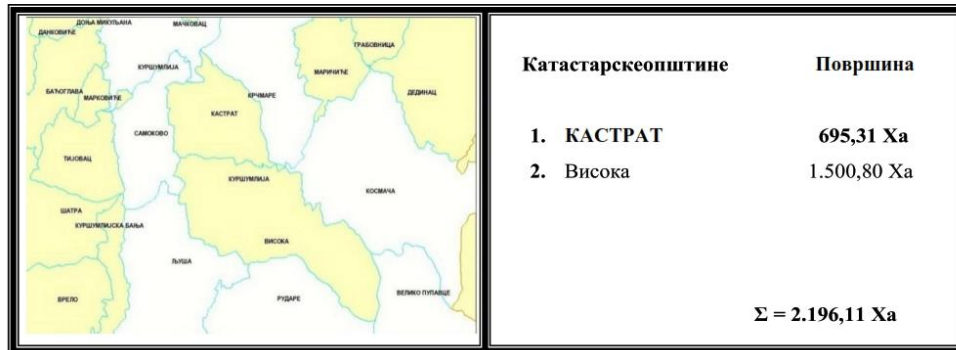 ДОЊА МИКУЉАНА
МАЧКОВАЦ
ДАНКОВИЋЕ
ГРАБОВНИЦА
КУРШУМЛИЈА
МАРИЧИЋЕ
БАЋОГЛАВА
МАРКОВИЋЕ
КРЧМАРЕ
ДЕДИНАЦ
КАСТРАТ
САМОКОВО
ТИЈОВАЦ
КУРШУМЛИЈА
КОСМАЧА
ШАТРА
КУРШУМЛИЈСКА БАЊА
ВИСОКА
ЉУША
ВРЕЛО
РУДАРЕ
ВЕЛИКО ПУПАВЦЕ
Катастарскеопштине Површина
1. КАСТРАТ 695,31 Ха
2. Висока 1.500,80 Ха
Σ = 2.196,11 Ха